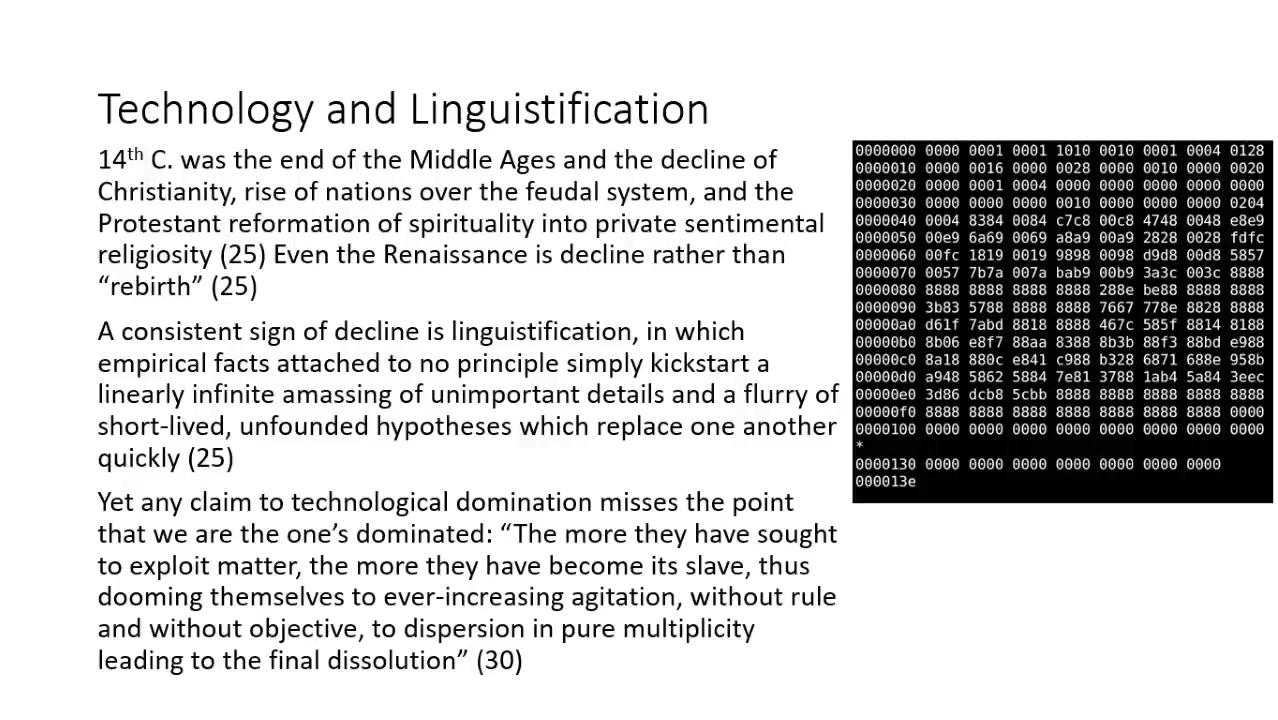 Technology and Linguistification
14th C. was the end of the Middle Ages and the decline of
Christianity, rise of nations over the feudal system, and the
Protestant reformation of spirituality into private sentimental
religiosity (25) Even the Renaissance is decline rather than
“rebirth” (25)
A consistent sign of decline is linguistification, in which
empirical facts attached to no principle simply kickstart a
linearly infinite amassing of unimportant details and a flurry of
short-lived, unfounded hypotheses which replace one another
quickly (25)
Yet any claim to technological domination misses the point
that we are the one’s dominated: “The more they have sought
to exploit matter, the more they have become its slave, thus
dooming themselves to ever-increasing agitation, without rule
and without objective, to dispersion in pure multiplicity
leading to the final dissolution” (30)
0000000 0000 0001 0001 1010 0010 0001 0004 0128
0000010 0000 0016 0000 0028 0000 0010 0000 0020
0000020 0000 0001 0004 0000 0000 0000 0000 0000
0000030 0000 0000 0000 0010 0000 0000 0000 0204
0000040 0004 8384 0084 c7c8 00c8 4748 0048 e8e9
0000050 00e9 6a69 0069 a8a9 00a9 2828 0028 fdfc
0000060 00fc 1819 0019 9898 0098 d9d8 00d8 5857
0000070 0057 7b7a 007a bab9 00b9 3a3c 003c 8888
0000080 8888 8888 8888 8888 288e be88 8888 8888
0000090 3b83 5788 8888 8888 7667 778e 8828 8888
00000a0 d61f 7abd 8818 8888 467c 585f 8814 8188
00000b0 8b06 e8f7 88aa 8388 8b3b 88f3 88bd e988
00000c0 8a18 880c e841 c988 b328 6871 688e 958b
00000d0 a948 5862 5884 7e81 3788 1ab4 5a84 3eec
00000e0 3d86 dcb8 5cbb 8888 8888 8888 8888 8888
00000f0 8888 8888 8888 8888 8888 8888 8888 0000
0000100 0000 0000 0000 0000 0000 0000 0000 0000
*
0000130 0000 0000 0000 0000 0000 0000 0000
000013e